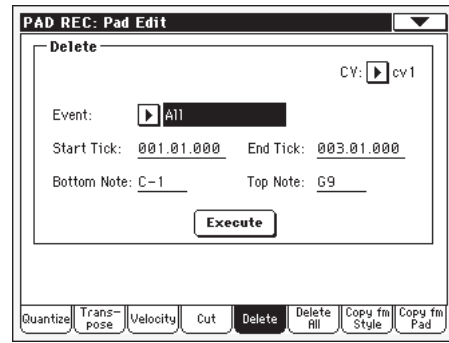 PAD REC: Pad Edit
Delete
CV: cv1
Event: All
Start Tick: 001.01.000 End Tick: 003.01.000
Bottom Note: C-1 Top Note: G9
Execute
Quantize Trans-pose Velocity Cut Delete Delete All Copy fm Style Copy fm Pad